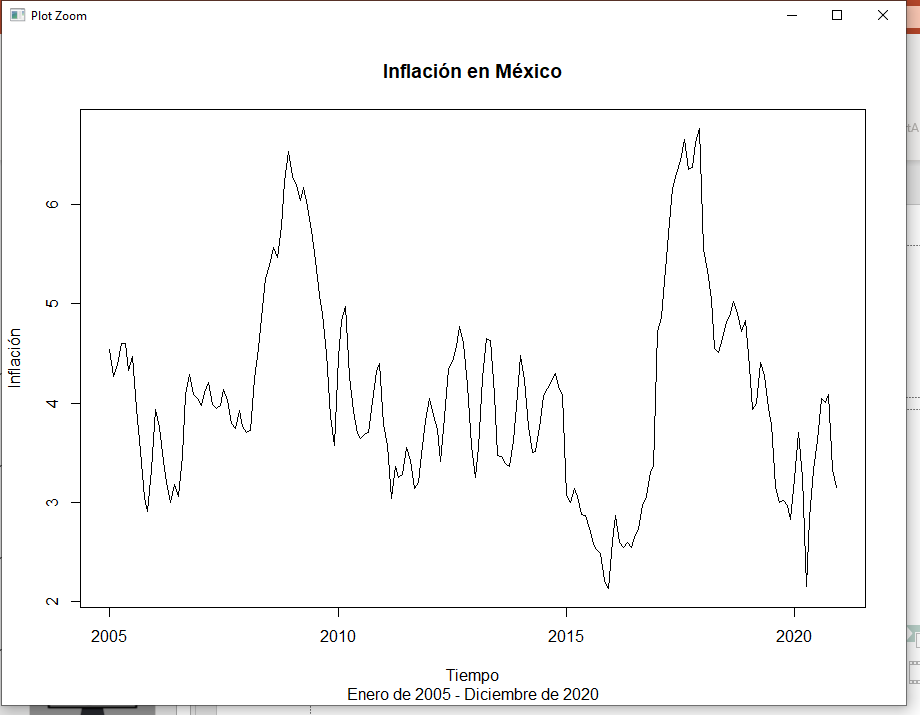 Plot Zoom
Inflación en México
6
5
4
3
2
Inflación
2005
2010
2015
2020
Tiempo
Enero de 2005 - Diciembre de 2020